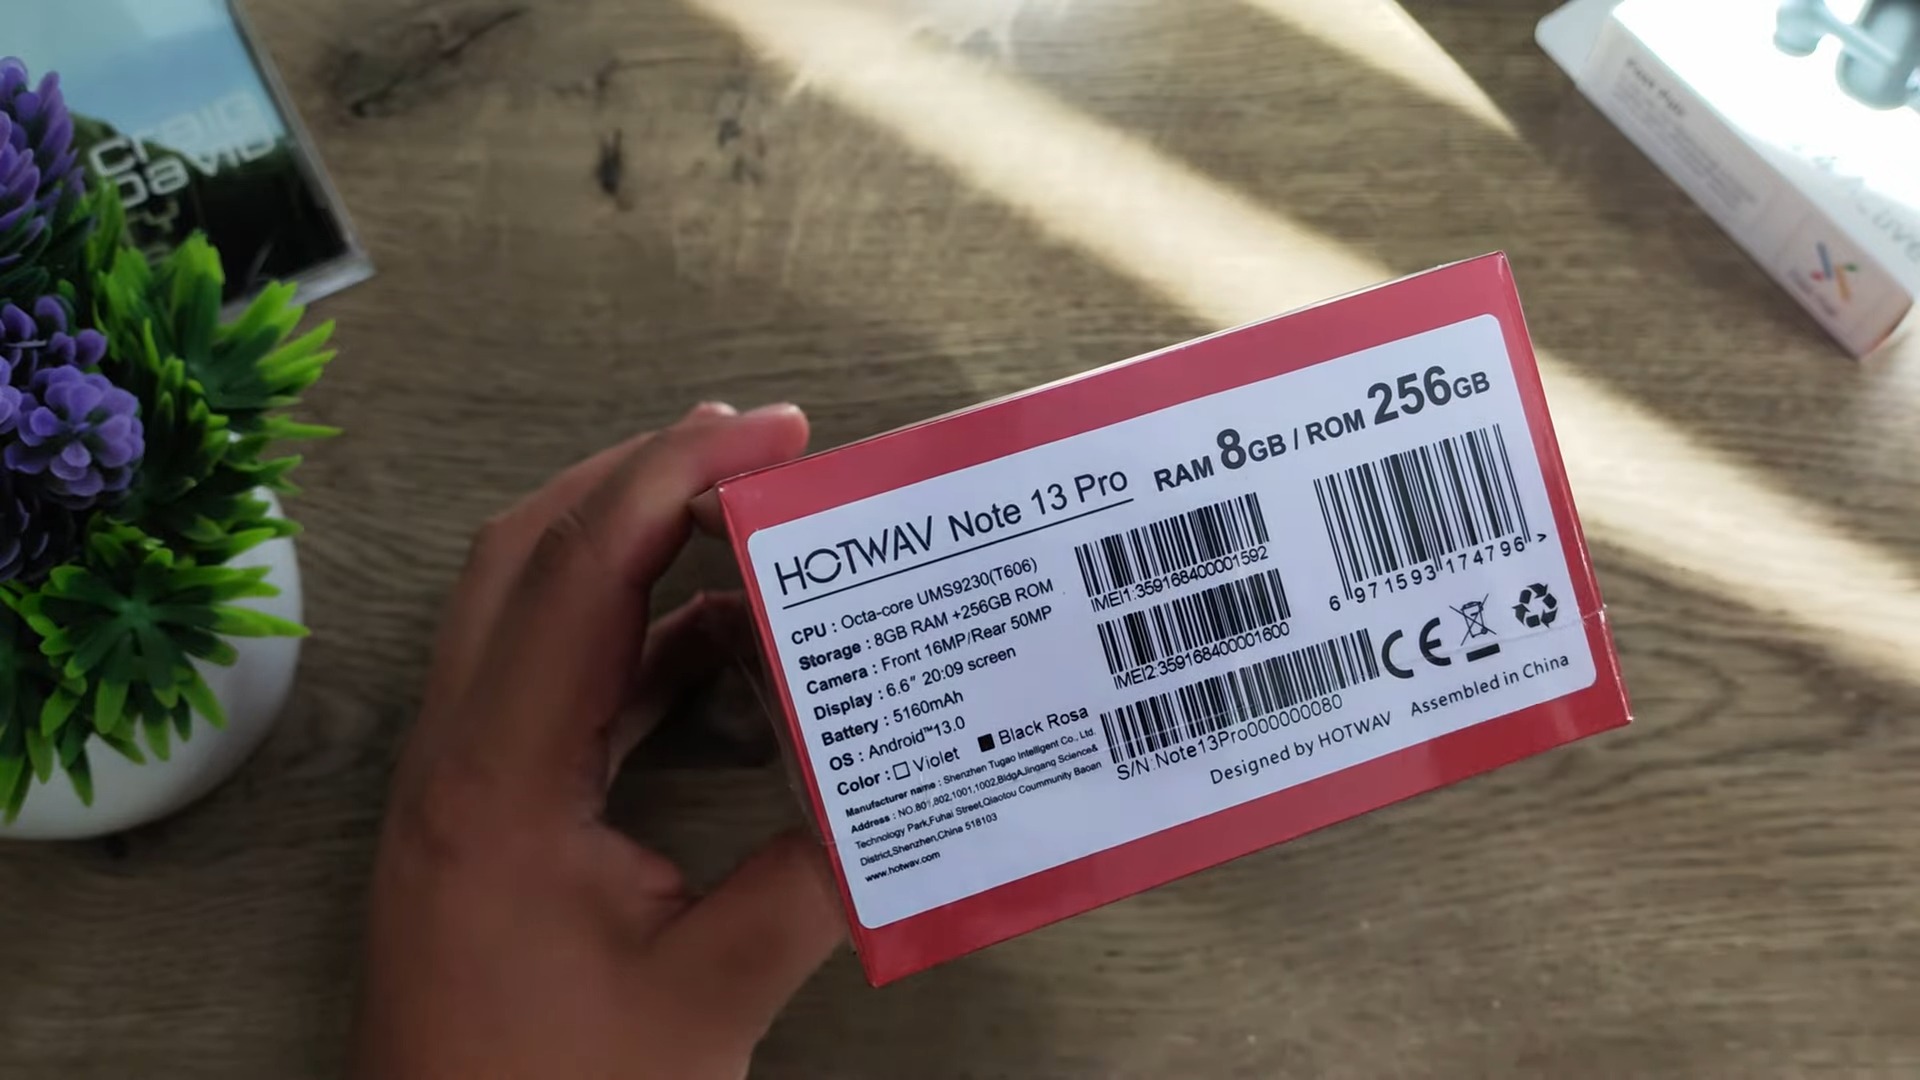 craig
David
HOTWAV Note 13 Pro
RAM 8GB / ROM 256GB
CPU : Octa-core UMS9230(T606)
Storage : 8GB RAM +256GB ROM
Camera : Front 16MP/Rear 50MP
Display : 6.6" 20:09 screen
Battery : 5160mAh
OS : Android™13.0
Color : Violet Black Rosa
Manufacturer name : Shenzhen Tugao Intelligent Co., Ltd.
Address : NO.801,802,1001,1002,BldgA,Jingang Science&
Technology Park,Fuhai Street,Qiaotou Coummunity Baoan
District,Shenzhen,China 518103
www.hotwav.com
IMEI1:359168400001592
IMEI2:359168400001600
S/N:Note13Pro000000080
6 971593 174796 >
CE
Designed by HOTWAV Assembled in China